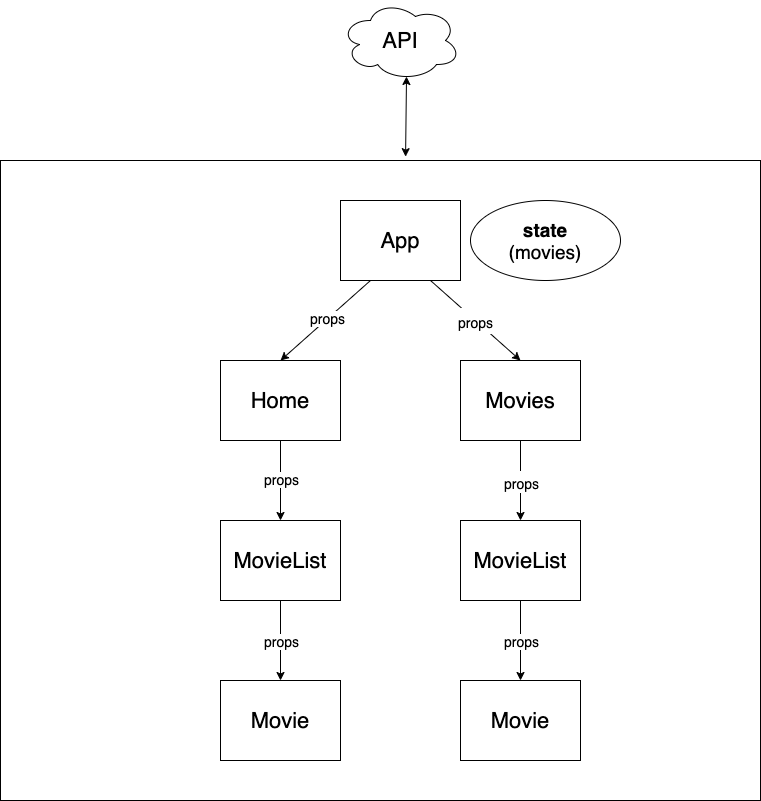 API
App
state
(movies)
props
props
Home
Movies
props
props
MovieList
MovieList
props
props
Movie
Movie